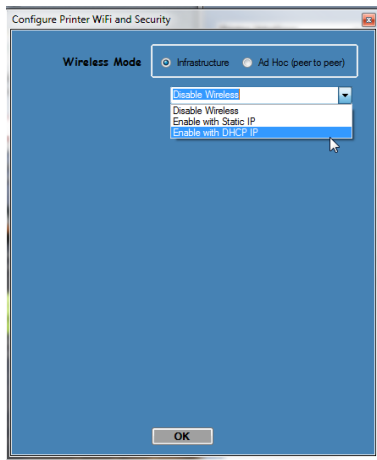 Configure Printer WiFi and Security
Wireless Mode
Infrastructure Ad Hoc (peer to peer)
Disable Wireless
Disable Wireless
Enable with Static IP
Enable with DHCP IP
OK